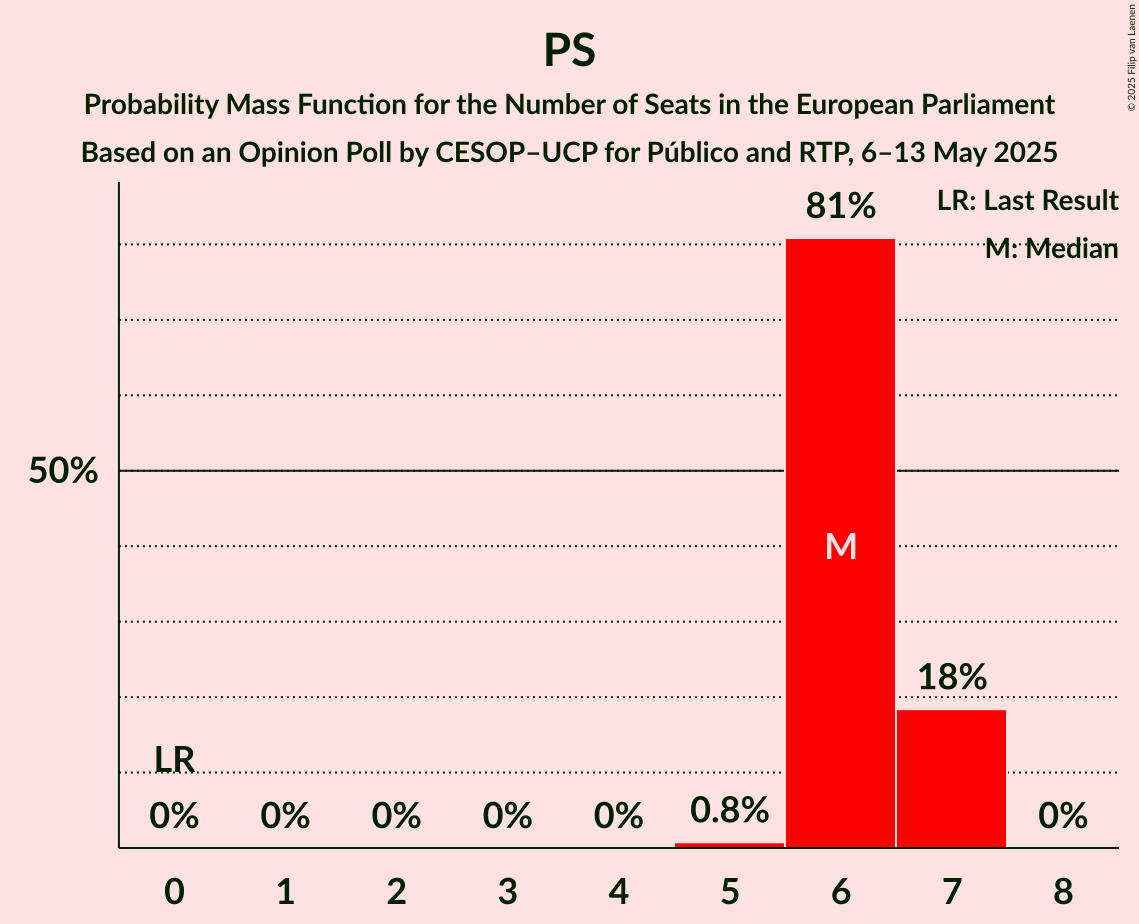 PS
Probability Mass Function for the Number of Seats in the European Parliament
Based on an Opinion Poll by CESOP–UCP for Público and RTP, 6–13 May 2025
© 2025 Filip van Laenen
LR: Last Result
M: Median
81%
50%
M
18%
LR
0% 0% 0% 0% 0% 0.8% 0%
0 1 2 3 4 5 6 7 8